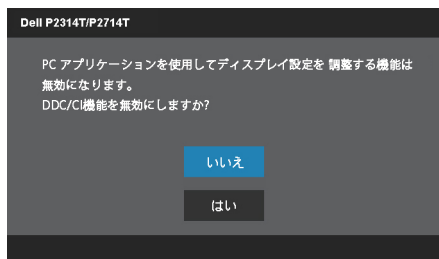 Dell P2314T/P2714T
PC アプリケーションを使用してディスプレイ設定を 調整する機能は
無効になります。
DDC/CI機能を無効にしますか?
いいえ
はい